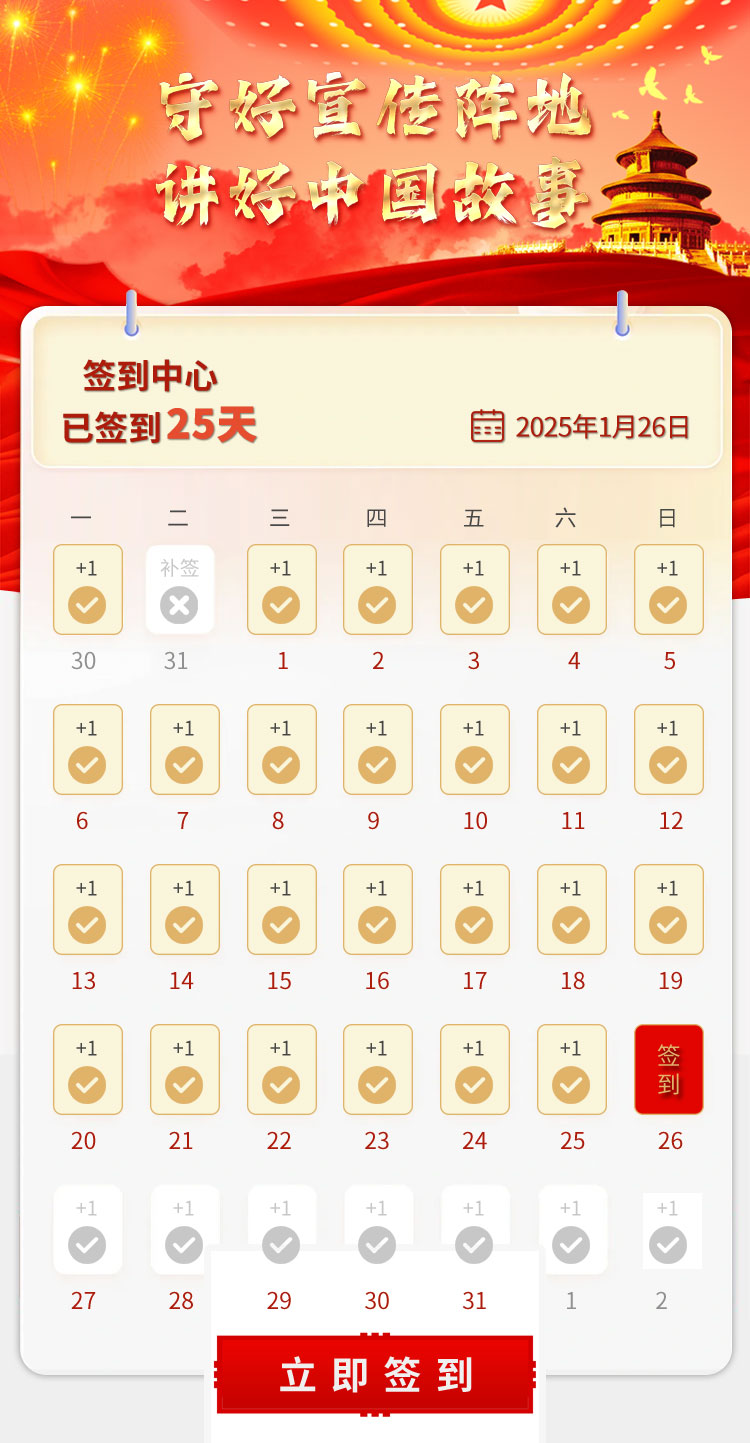 守好宣传阵地
讲好中国故事
签到中心
已签到25天
2025年1月26日
一 二 三 四 五 六 日
+1 补签 +1 +1 +1 +1 +1
30 31 1 2 3 4 5
+1 +1 +1 +1 +1 +1 +1
6 7 8 9 10 11 12
+1 +1 +1 +1 +1 +1 +1
13 14 15 16 17 18 19
+1 +1 +1 +1 +1 +1 签到
20 21 22 23 24 25 26
+1 +1 +1 +1 +1 +1 +1
27 28 29 30 31 1 2
立即签到